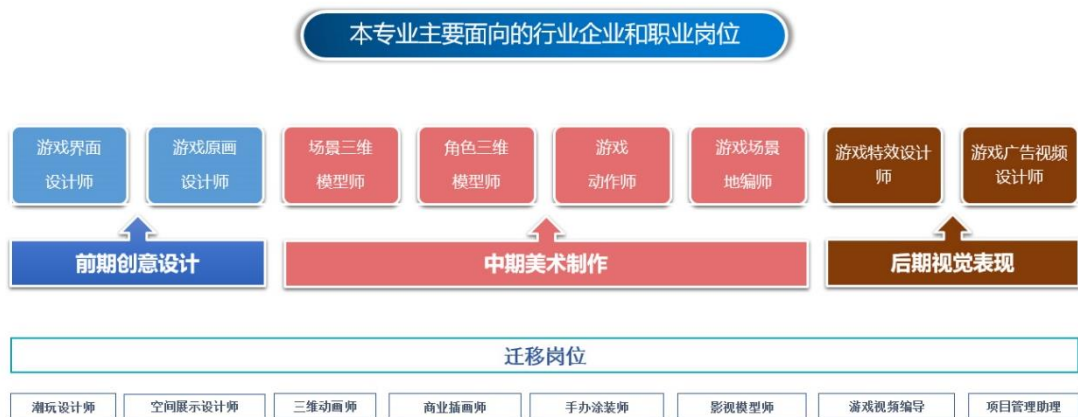 本专业主要面向的行业企业和职业岗位
游戏界面
设计师
游戏原画
设计师
场景三维
模型师
角色三维
模型师
游戏
动作师
游戏场景
地编师
游戏特效设计
师
游戏广告视频
设计师
前期创意设计
中期美术制作
后期视觉表现
迁移岗位
潮玩设计师
空间展示设计师
三维动画师
商业插画师
手办涂装师
影视模型师
游戏视频编导
项目管理助理